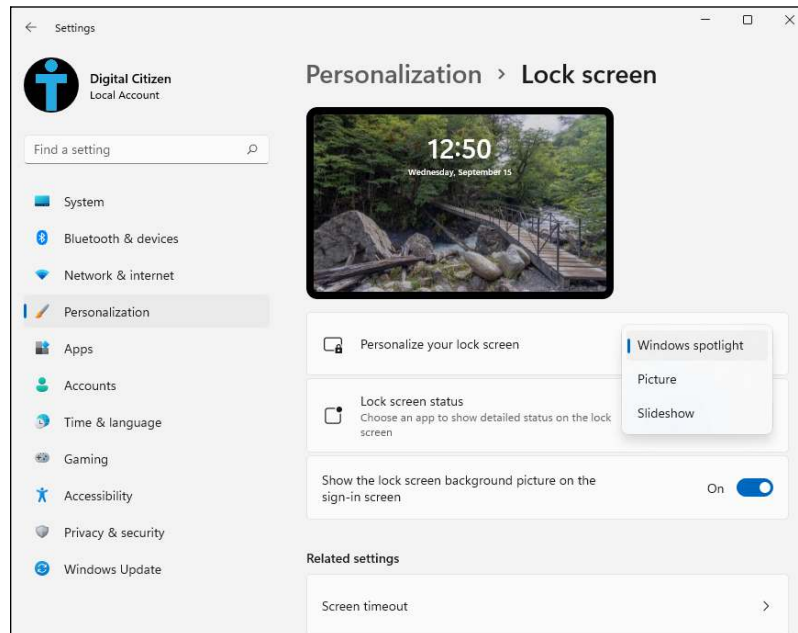 Settings
Digital Citizen
Local Account
Find a setting
System
Bluetooth & devices
Network & internet
Personalization
Apps
Accounts
Time & language
Gaming
Accessibility
Privacy & security
Windows Update
Personalization > Lock screen
12:50
Wednesday, September 15
Personalize your lock screen
Windows spotlight
Picture
Slideshow
Lock screen status
Choose an app to show detailed status on the lock
screen
Show the lock screen background picture on the
sign-in screen
On
Related settings
Screen timeout